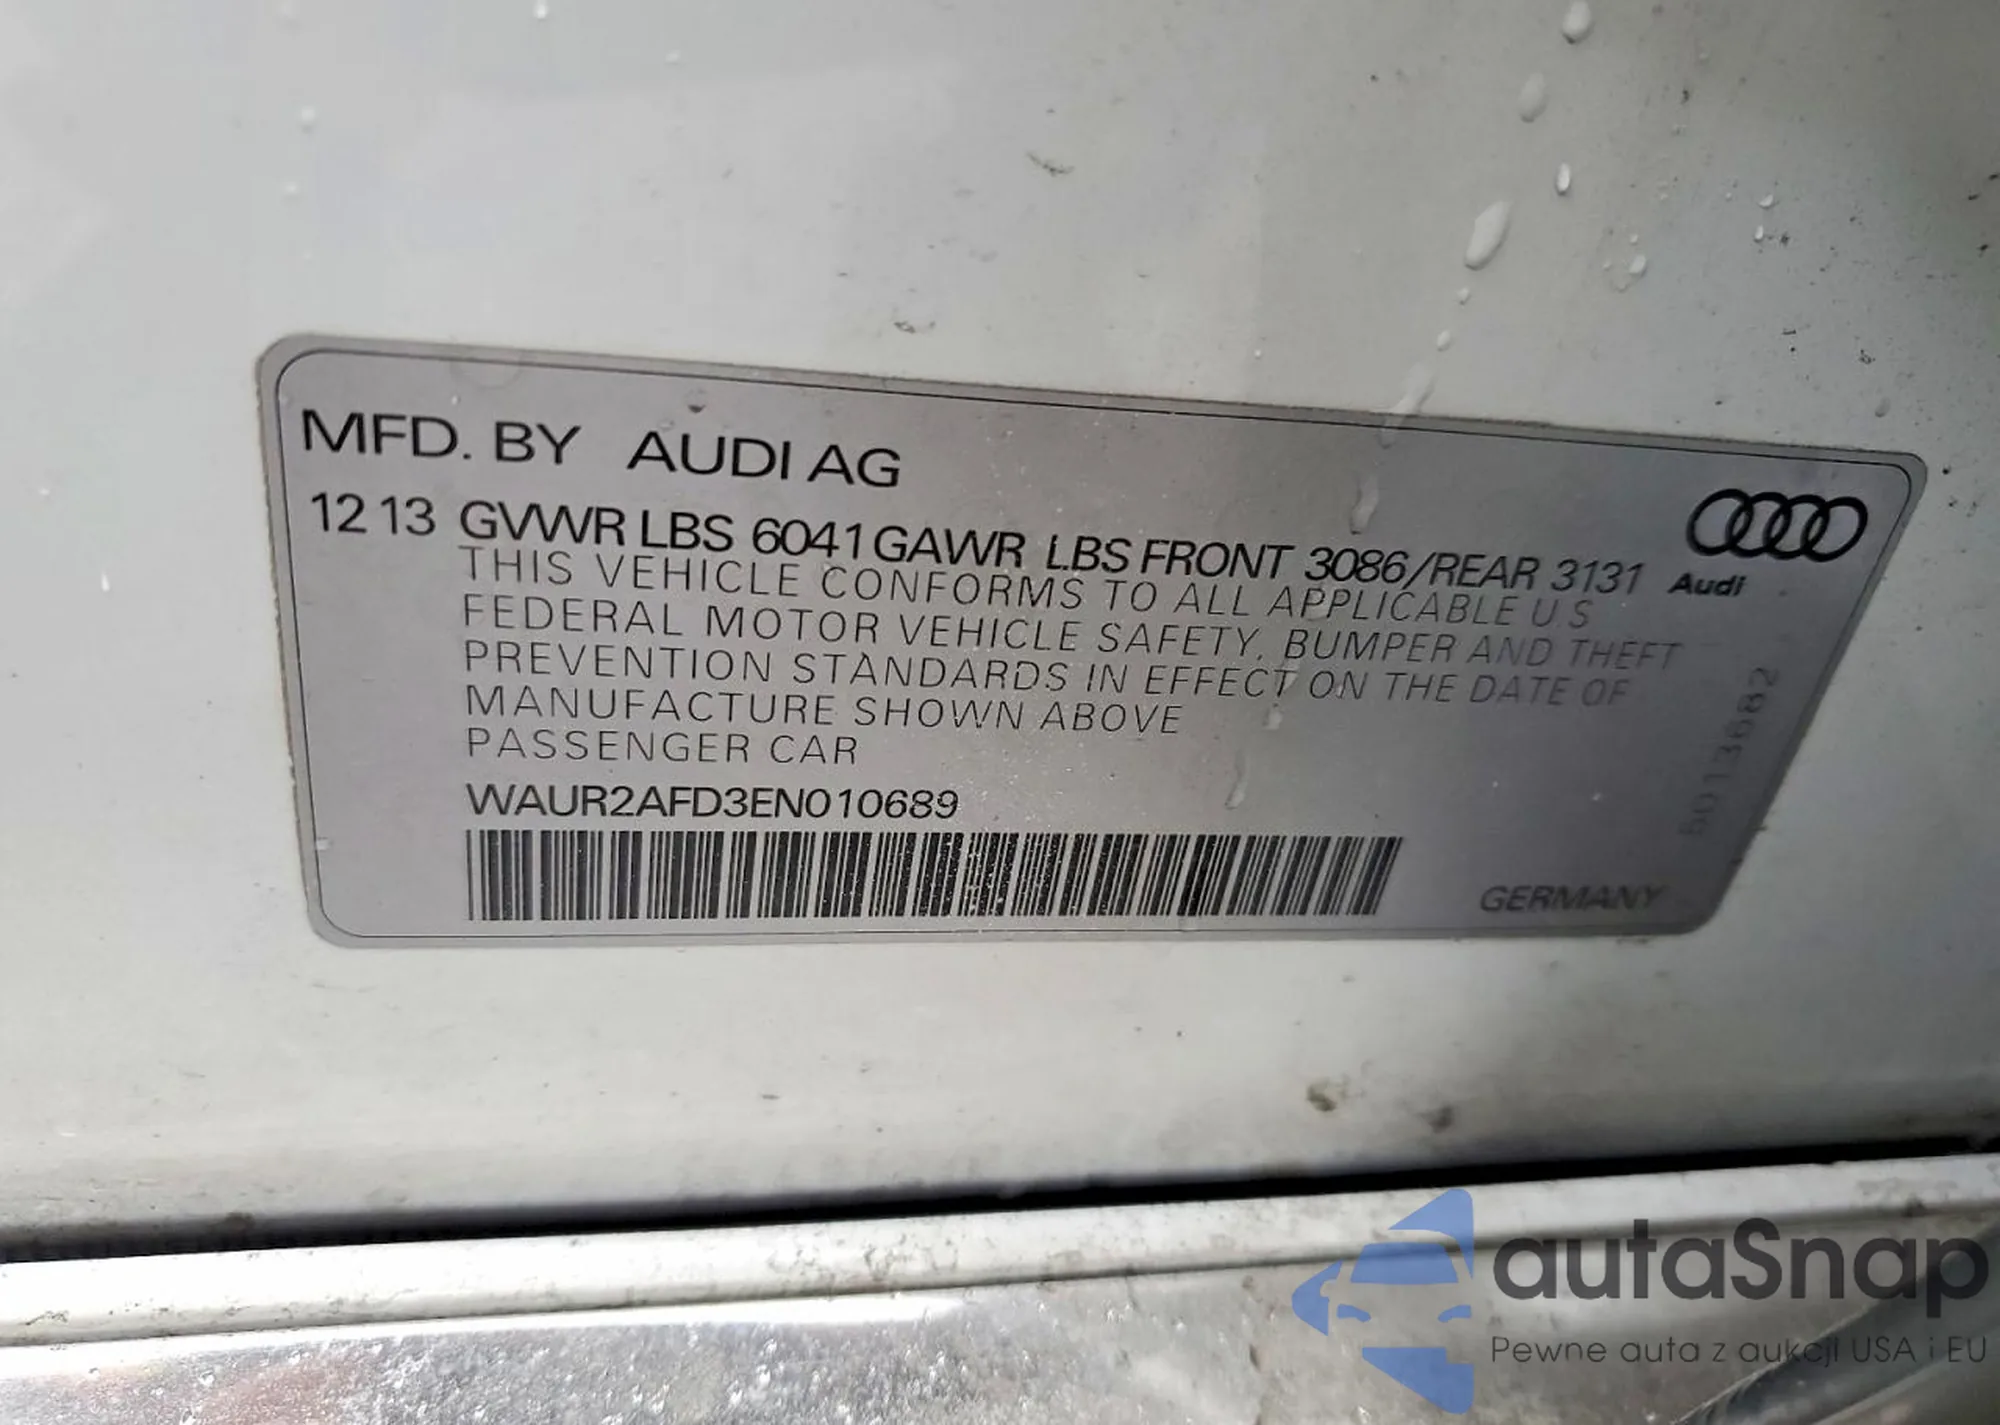 MFD. BY AUDI AG
12 13 GVWR LBS 6041 GAWR LBS FRONT 3086/REAR 3131
Audi
THIS VEHICLE CONFORMS TO ALL APPLICABLE U S
FEDERAL MOTOR VEHICLE SAFETY, BUMPER AND THEFT
PREVENTION STANDARDS IN EFFECT ON THE DATE OF
MANUFACTURE SHOWN ABOVE
PASSENGER CAR
WAUR2AFD3EN010689
5013682
GERMANY
autaSnap
Pewne auta z aukcji USA i EU